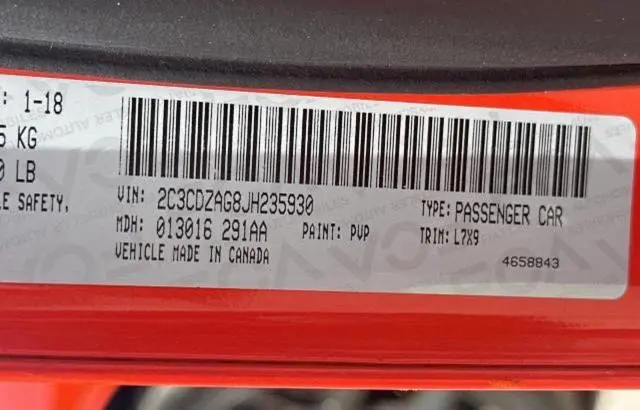 : 1-18
5 KG
0 LB
LE SAFETY.
VIN: 2C3CDZAG8JH235930
TYPE: PASSENGER CAR
MDH: 013016 291AA
PAINT: PVP
TRIM: L7X9
VEHICLE MADE IN CANADA
4658843